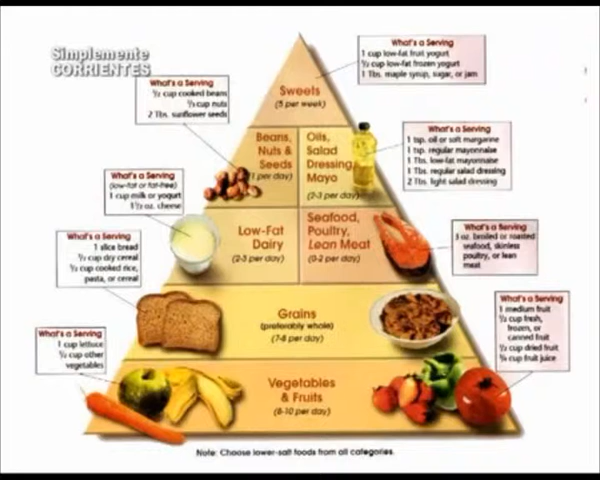 Simplemente
CORRIENTES
What's a Serving
1 cup low-fat fruit yogurt
1/2 cup low-fat frozen yogurt
1 Tbs. maple syrup, sugar, or jam
Sweets
(5 per week)
What's a Serving
1/2 cup cooked beans
1/3 cup nuts
2 Tbs. sunflower seeds
Beans,
Nuts &
Seeds
(1 per day)
Oils,
Salad
Dressing,
Mayo
(2-3 per day)
What's a Serving
1 tsp. oil or soft margarine
1 tsp. regular mayonnaise
1 Tbs. low-fat mayonnaise
1 Tbs. regular salad dressing
2 Tbs. light salad dressing
What's a Serving
(low-fat or fat-free)
1 cup milk or yogurt
1 1/2 oz. cheese
Low-Fat
Dairy
(2-3 per day)
Seafood,
Poultry,
Lean Meat
(0-2 per day)
What's a Serving
3 oz. broiled or roasted
seafood, skinless
poultry, or lean
meat
What's a Serving
1 slice bread
1/2 cup dry cereal
1/2 cup cooked rice,
pasta, or cereal
Grains
(preferably whole)
(7-8 per day)
What's a Serving
1 medium fruit
1/2 cup fresh,
frozen, or
canned fruit
1/4 cup dried fruit
3/4 cup fruit juice
What's a Serving
1 cup lettuce
1/2 cup other
vegetables
Vegetables
& Fruits
(8-10 per day)
Note: Choose lower-salt foods from all categories.